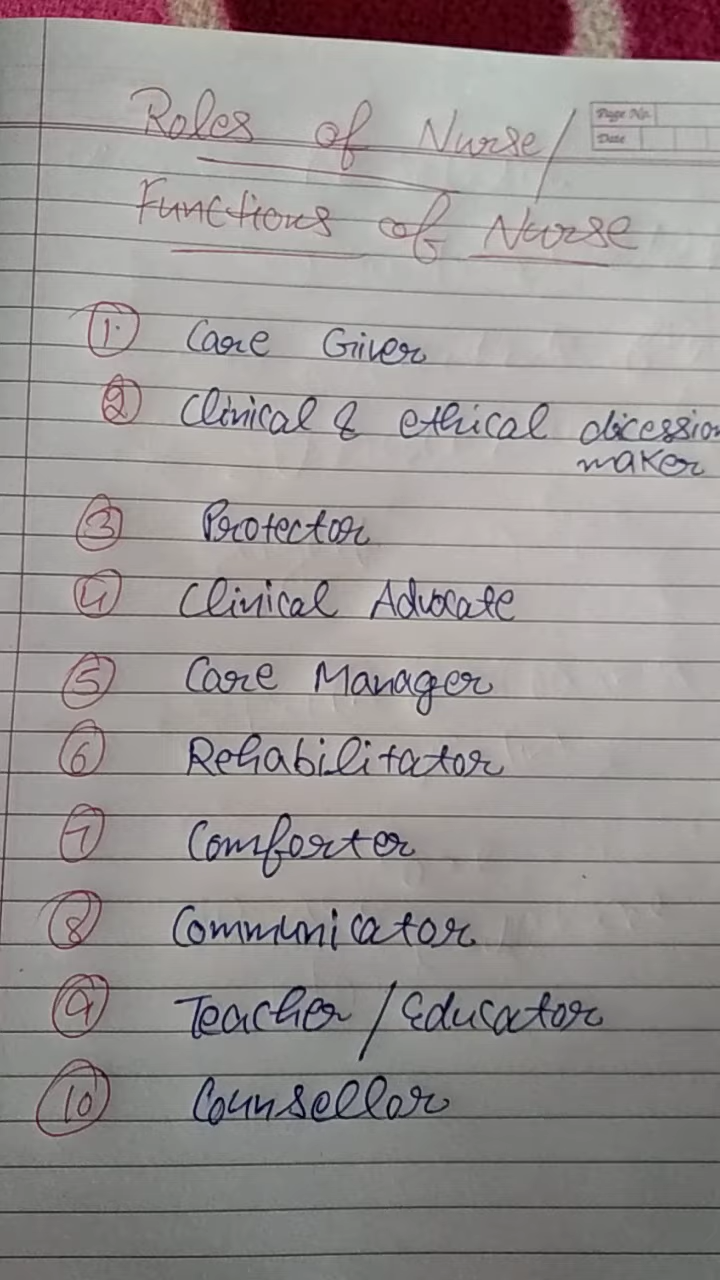 Page No.
Date
Roles of Nurse/
Functions of Nurse
1. Care Giver
2 Clinical & ethical dicession
maker
3 Protector
4 Clinical Advocate
5 Care Manager
6 Rehabilitator
7 Comforter
8 Communicator
9 Teacher / Educator
10 Counsellor